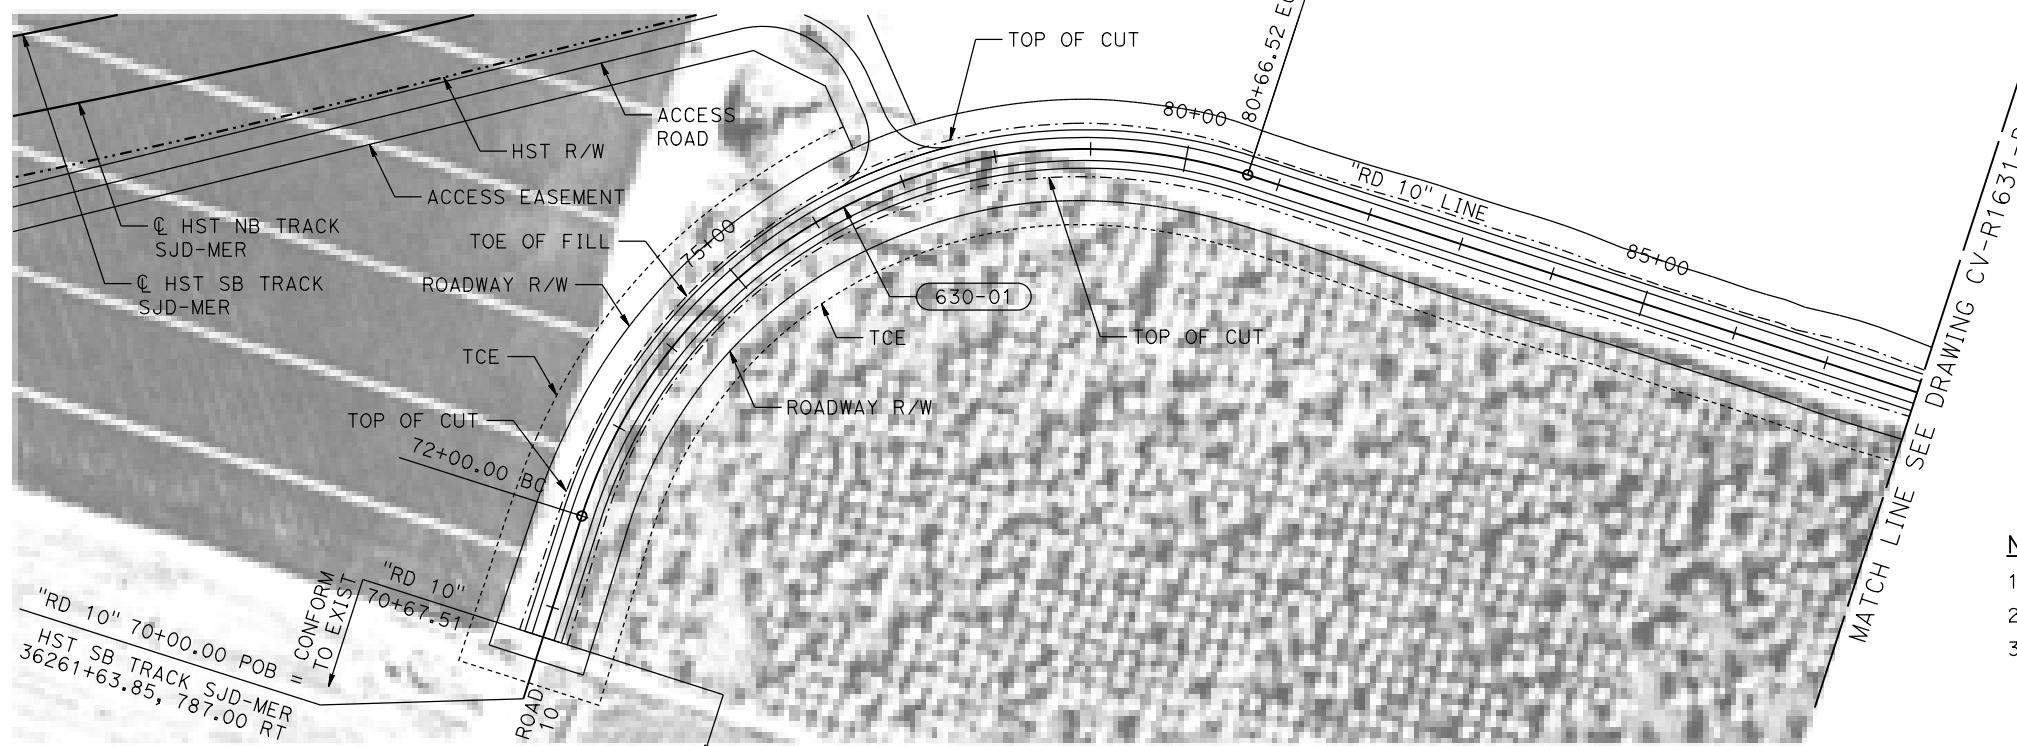 TOP OF CUT
80+66.52
80+00
ACCESS
ROAD
HST R/W
ACCESS EASEMENT
℄ HST NB TRACK
SJD-MER
℄ HST SB TRACK
SJD-MER
TOE OF FILL
75+00
ROADWAY R/W
TCE
TOP OF CUT
72+00.00 BC
630-01
TCE
TOP OF CUT
ROADWAY R/W
"RD 10" LINE
85+00
MATCH LINE SEE DRAWING CV-R1631-
"RD 10"
70+67.51
CONFORM
TO EXIST
"RD 10" 70+00.00 POB =
HST SB TRACK SJD-MER
36261+63.85, 787.00 RT
ROAD
10
N
1
2
3